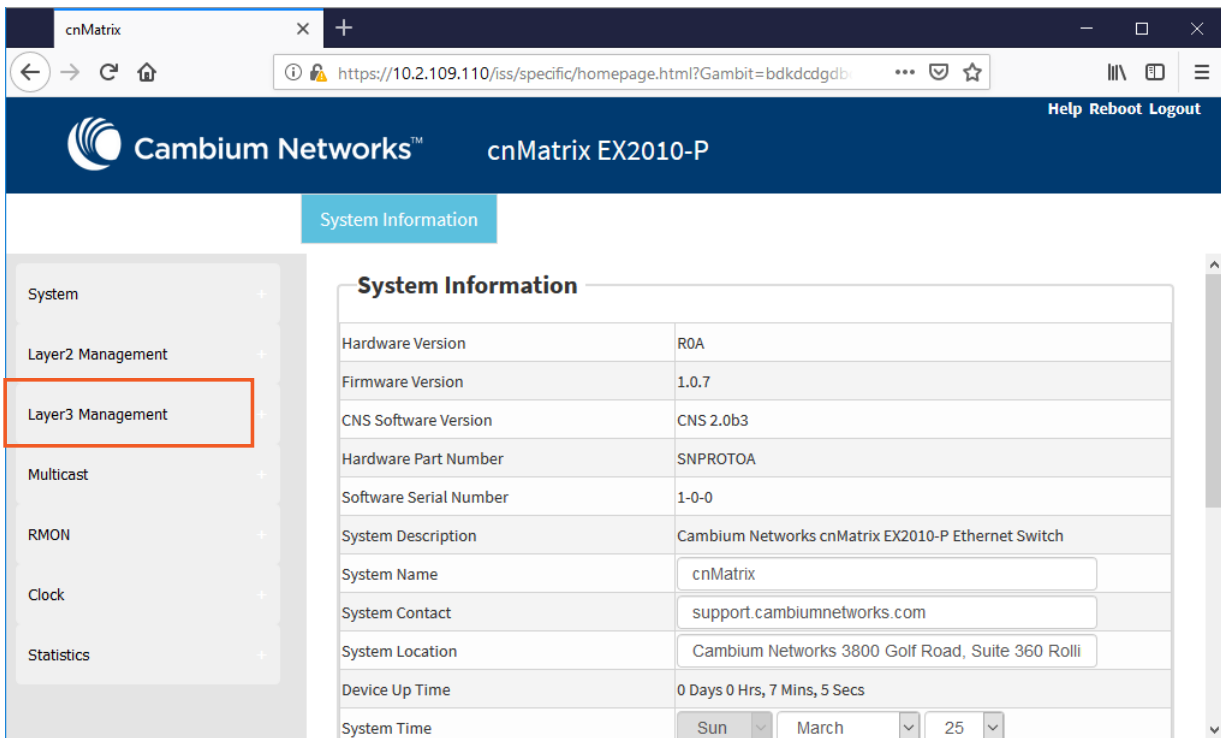 cnMatrix
https://10.2.109.110/iss/specific/homepage.html?Gambit=bdkdcdgdb
Help Reboot Logout
Cambium Networks™ cnMatrix EX2010-P
System Information
System +
Layer2 Management +
Layer3 Management +
Multicast +
RMON +
Clock +
Statistics +
System Information
Hardware Version R0A
Firmware Version 1.0.7
CNS Software Version CNS 2.0b3
Hardware Part Number SNPROTOA
Software Serial Number 1-0-0
System Description Cambium Networks cnMatrix EX2010-P Ethernet Switch
System Name cnMatrix
System Contact support.cambiumnetworks.com
System Location Cambium Networks 3800 Golf Road, Suite 360 Rolli
Device Up Time 0 Days 0 Hrs, 7 Mins, 5 Secs
System Time Sun March 25